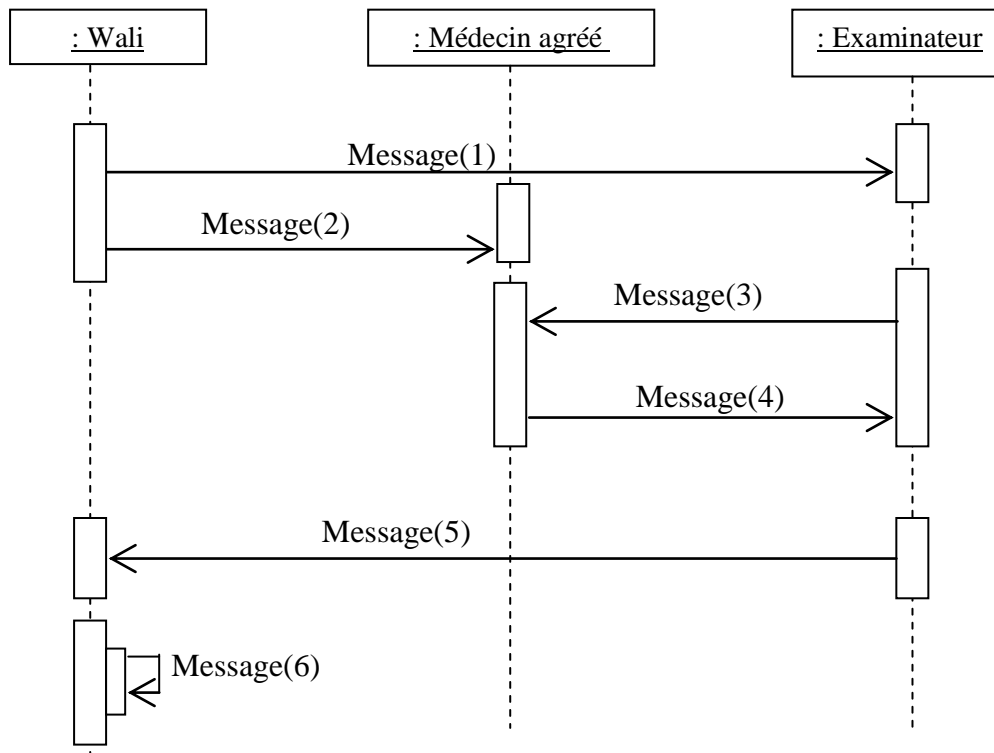 : Wali
: Médecin agréé
: Examinateur
Message(1)
Message(2)
Message(3)
Message(4)
Message(5)
Message(6)